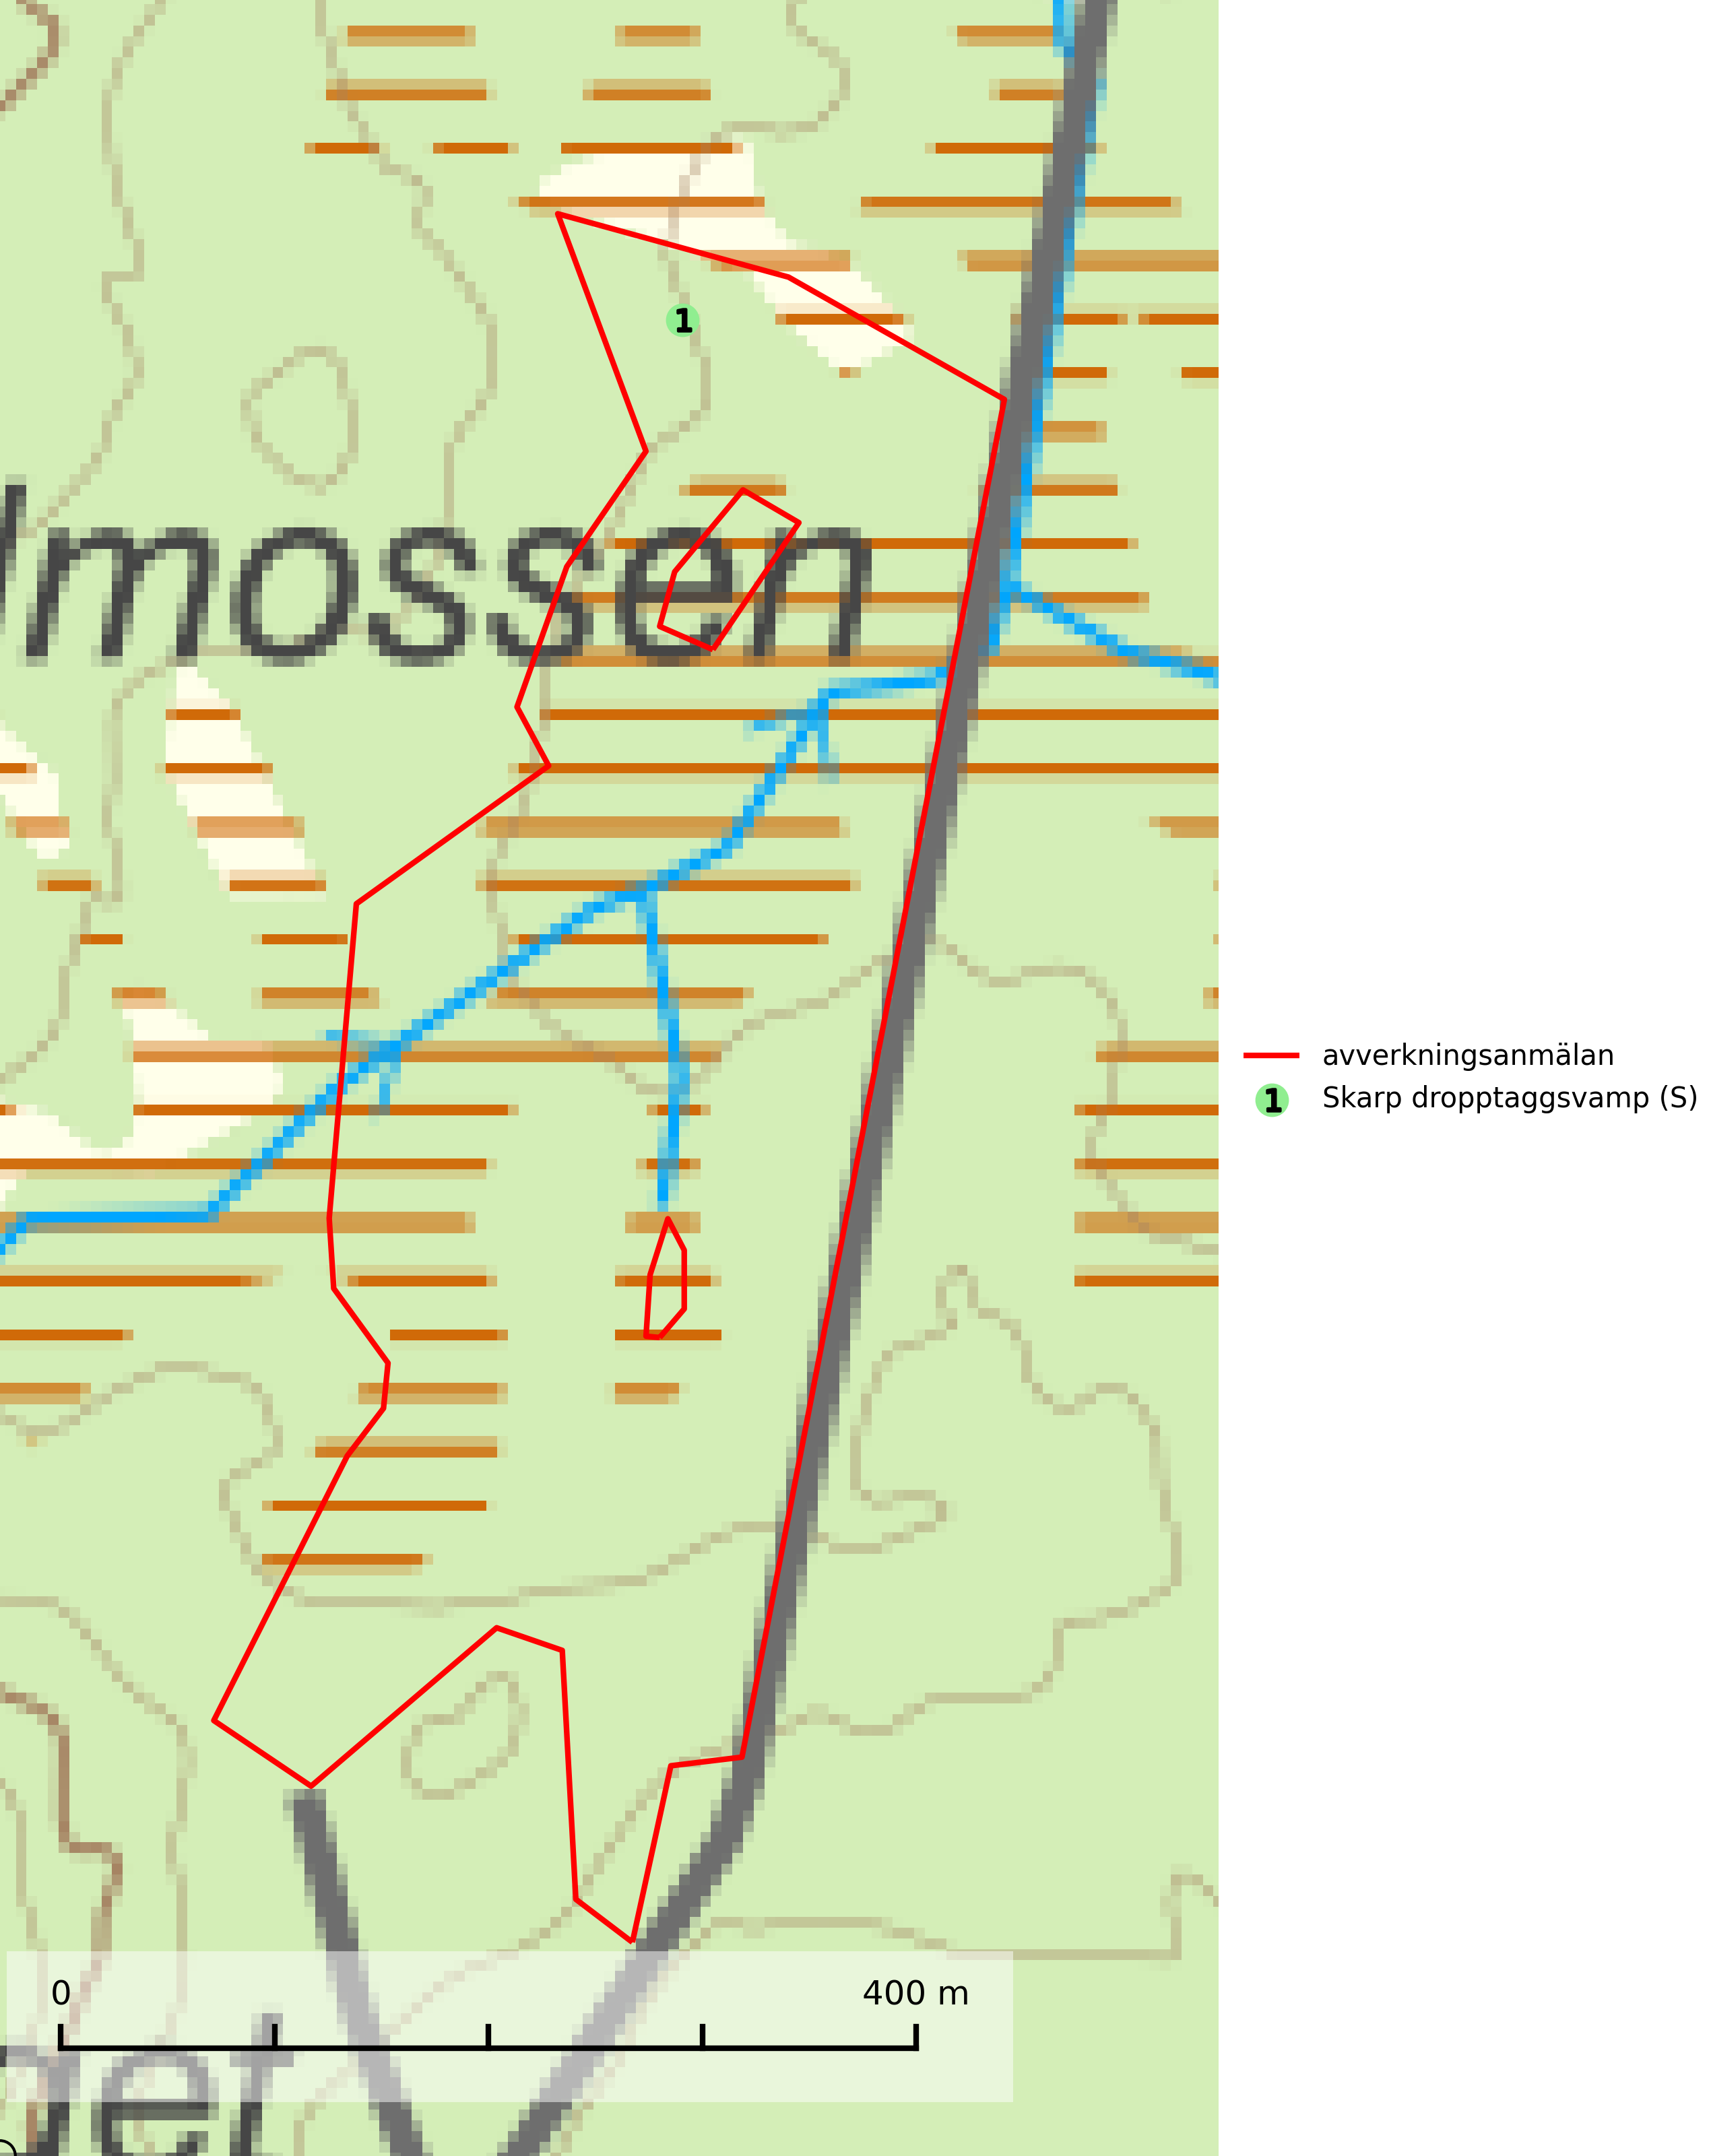 1
lmossen
avverkningsanmälan
1 Skarp dropptaggsvamp (S)
0 400 m